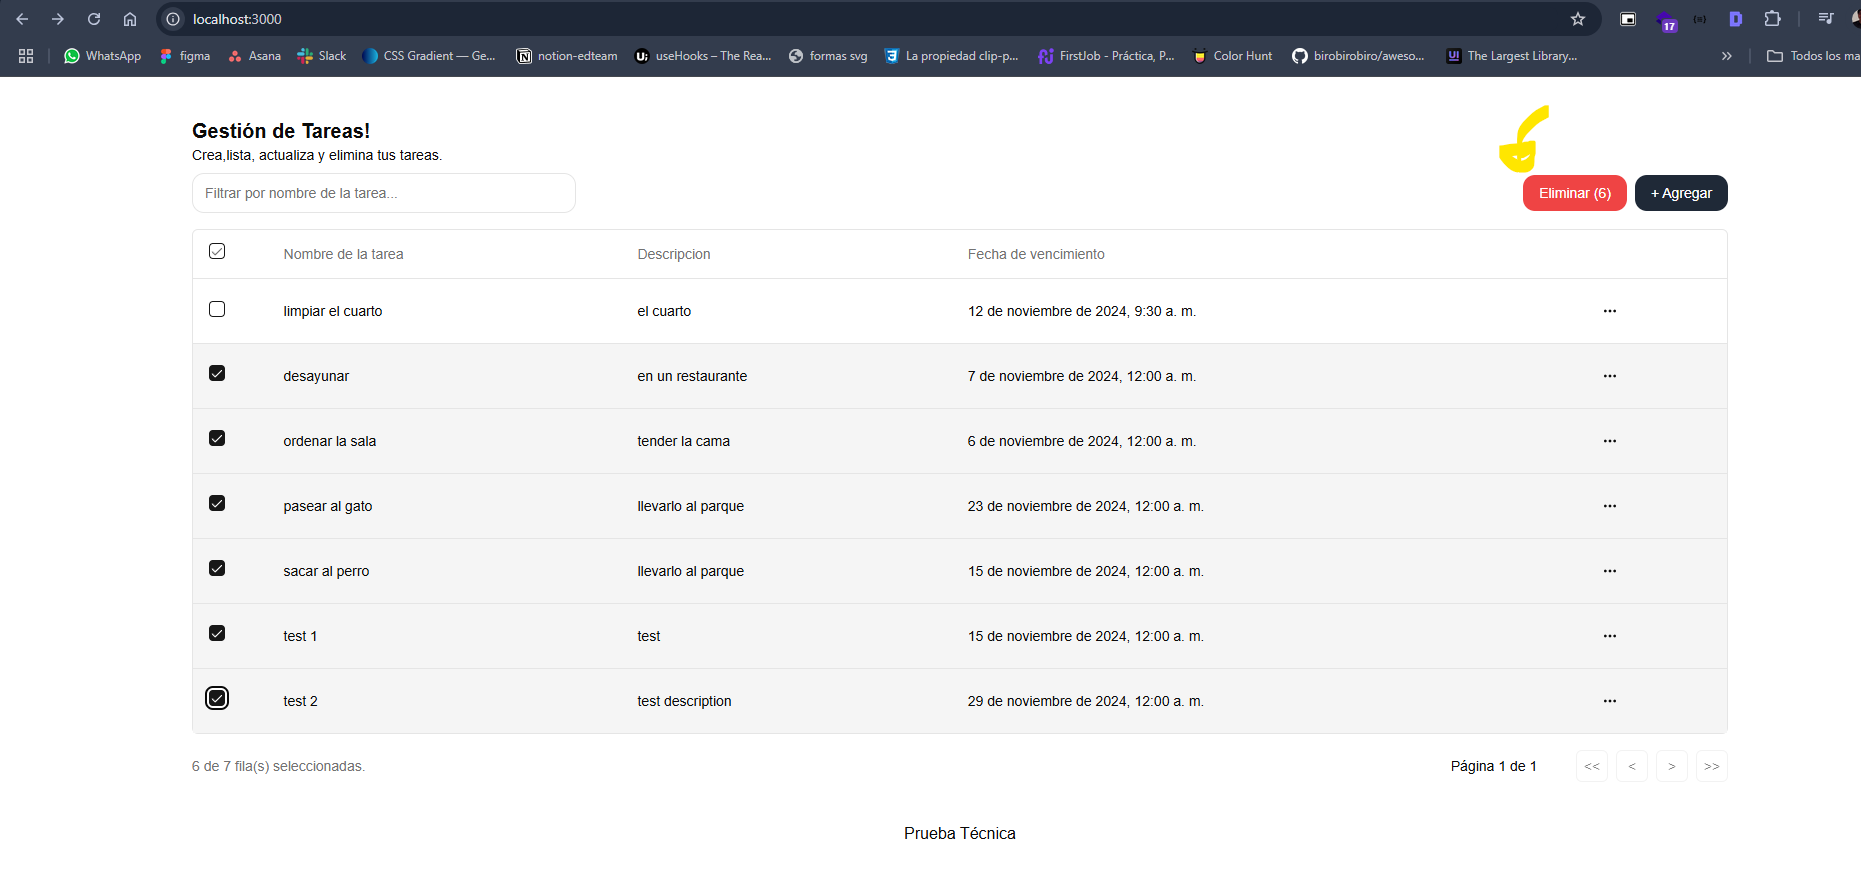 localhost:3000
17
WhatsApp
figma
Asana
Slack
CSS Gradient — Ge...
notion-edteam
useHooks – The Rea...
formas svg
La propiedad clip-p...
FirstJob - Práctica, P...
Color Hunt
birobirobiro/aweso...
The Largest Library...
Todos los ma
Gestión de Tareas!
Crea,lista, actualiza y elimina tus tareas.
Filtrar por nombre de la tarea...
Eliminar (6)
+ Agregar
Nombre de la tarea Descripcion Fecha de vencimiento
limpiar el cuarto el cuarto 12 de noviembre de 2024, 9:30 a. m.
desayunar en un restaurante 7 de noviembre de 2024, 12:00 a. m.
ordenar la sala tender la cama 6 de noviembre de 2024, 12:00 a. m.
pasear al gato llevarlo al parque 23 de noviembre de 2024, 12:00 a. m.
sacar al perro llevarlo al parque 15 de noviembre de 2024, 12:00 a. m.
test 1 test 15 de noviembre de 2024, 12:00 a. m.
test 2 test description 29 de noviembre de 2024, 12:00 a. m.
6 de 7 fila(s) seleccionadas.
Página 1 de 1
<< < > >>
Prueba Técnica